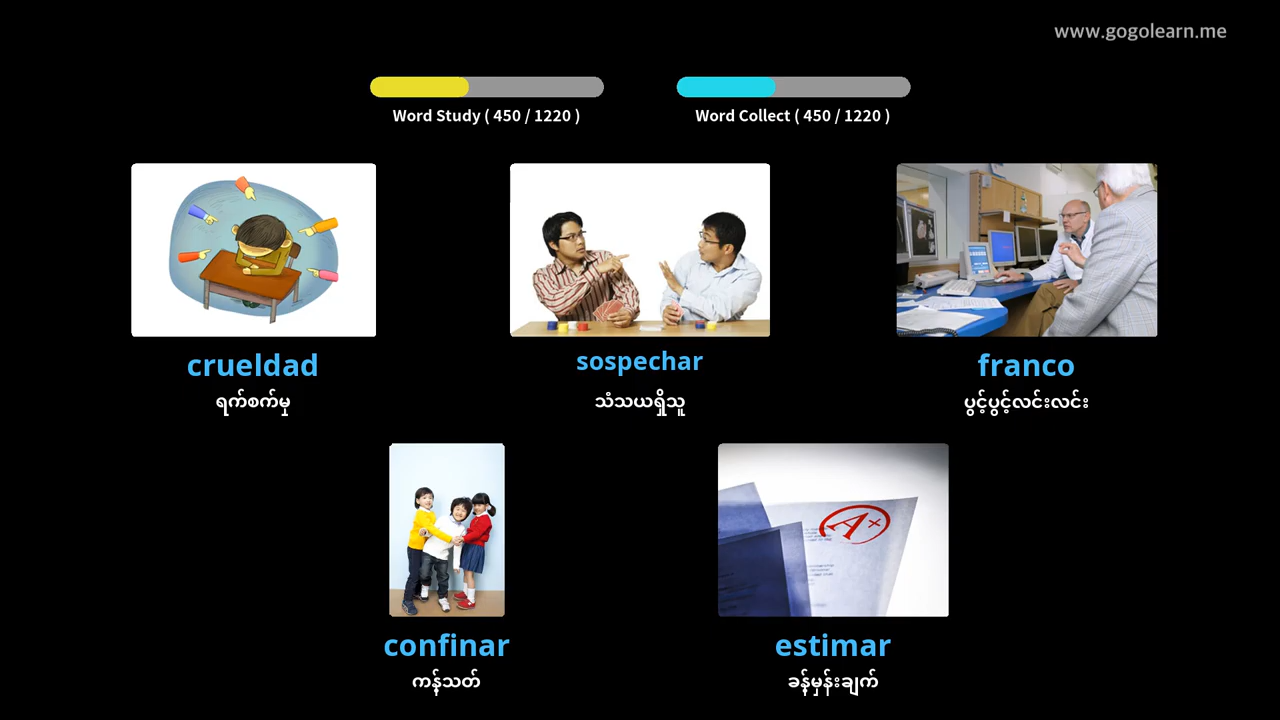 www.gogolearn.me
Word Study ( 450 / 1220 )
Word Collect ( 450 / 1220 )
crueldad
ရက်စက်မှု
sospechar
သံသယရှိသူ
franco
ပွင့်ပွင့်လင်းလင်း
confinar
ကန့်သတ်
estimar
ခန့်မှန်းချက်
A+